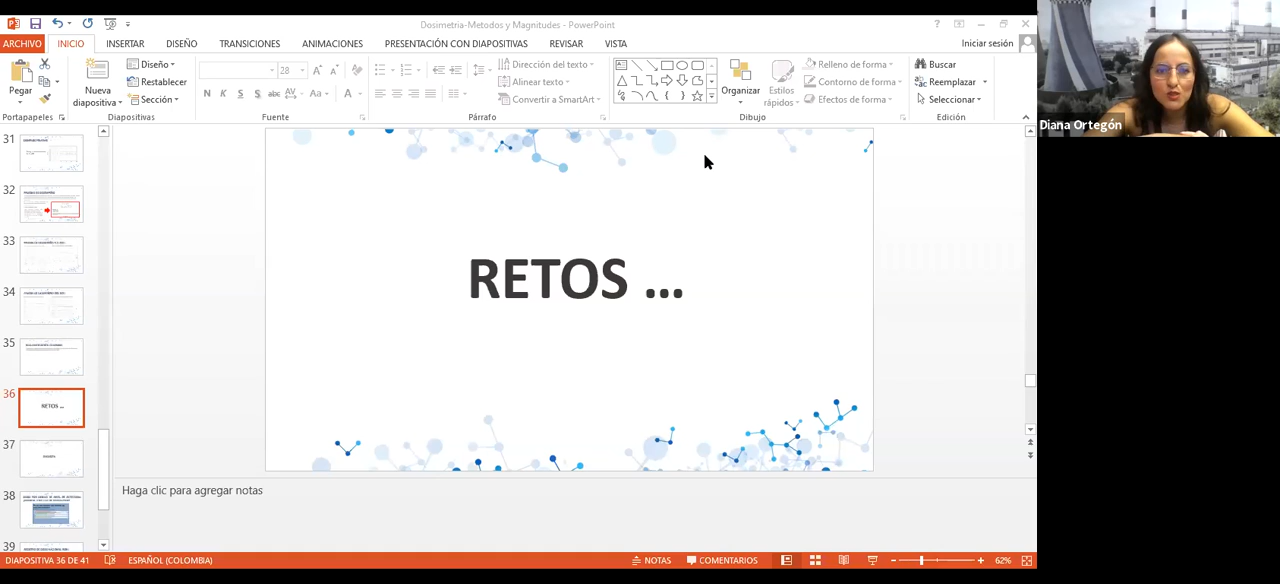 Dosimetria-Metodos y Magnitudes - PowerPoint
ARCHIVO INICIO INSERTAR DISEÑO TRANSICIONES ANIMACIONES PRESENTACIÓN CON DIAPOSITIVAS REVISAR VISTA Iniciar sesión
Pegar
Nueva diapositiva
Diseño
Restablecer
Sección
28
N K S S abc AV Aa A
Dirección del texto
Alinear texto
Convertir a SmartArt
Organizar
Estilos rápidos
Relleno de forma
Contorno de forma
Efectos de forma
Buscar
Reemplazar
Seleccionar
Portapapeles Diapositivas Fuente Párrafo Dibujo Edición
Diana Ortegón
31
32
33
34
35
36
RETOS ...
37
38
39
RETOS ...
Haga clic para agregar notas
DIAPOSITIVA 36 DE 41 ESPAÑOL (COLOMBIA) NOTAS COMENTARIOS 62%